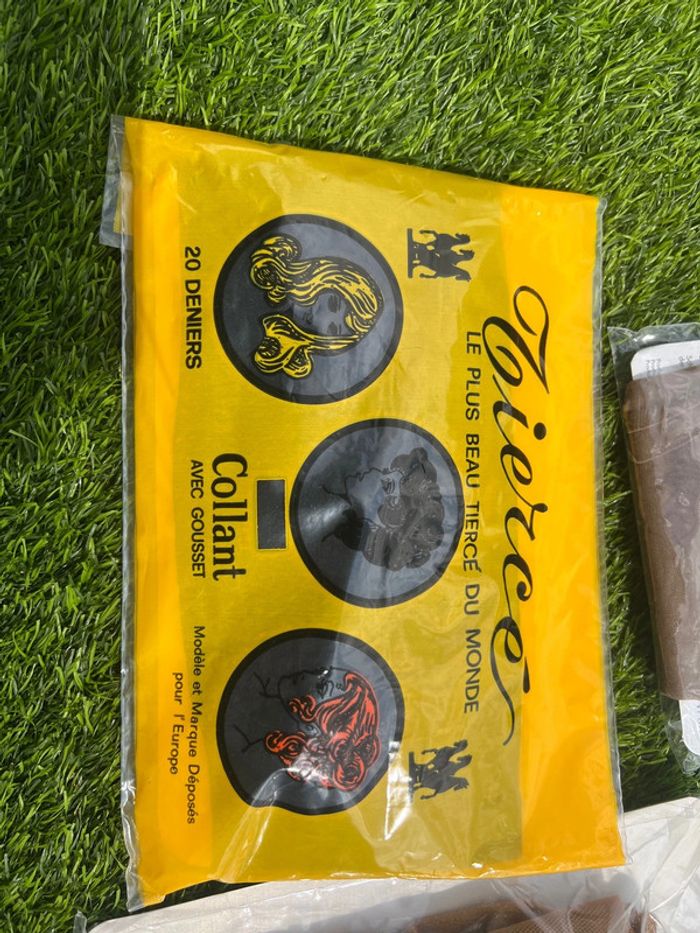 Tiercé
LE PLUS BEAU TIERCÉ DU MONDE
20 DENIERS
Collant
AVEC GOUSSET
Modèle et Marque Déposés
pour l'Europe